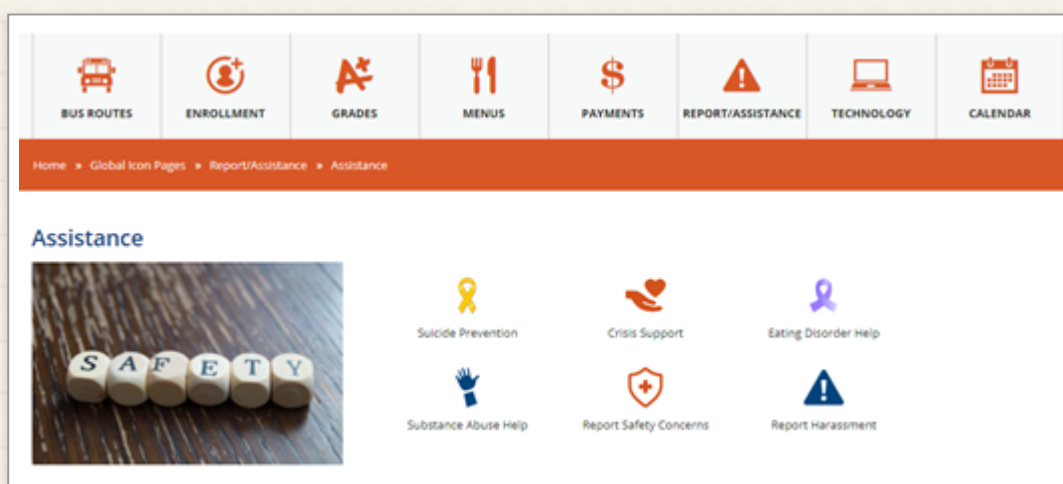 BUS ROUTES ENROLLMENT GRADES MENUS PAYMENTS REPORT/ASSISTANCE TECHNOLOGY CALENDAR
Home » Global Icon Pages » Report/Assistance » Assistance
Assistance
SAFETY
Suicide Prevention Crisis Support Eating Disorder Help
Substance Abuse Help Report Safety Concerns Report Harassment